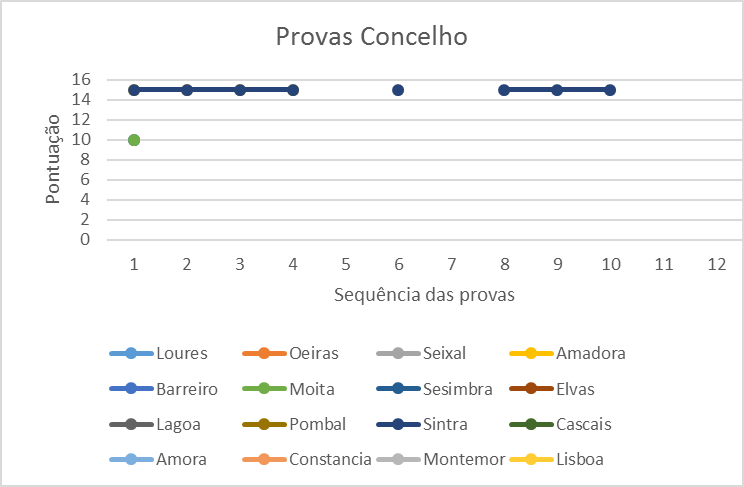 Provas Concelho
Pontuação
16
14
12
10
8
6
4
2
0
1 2 3 4 5 6 7 8 9 10 11 12
Sequência das provas
Loures Oeiras Seixal Amadora
Barreiro Moita Sesimbra Elvas
Lagoa Pombal Sintra Cascais
Amora Constancia Montemor Lisboa